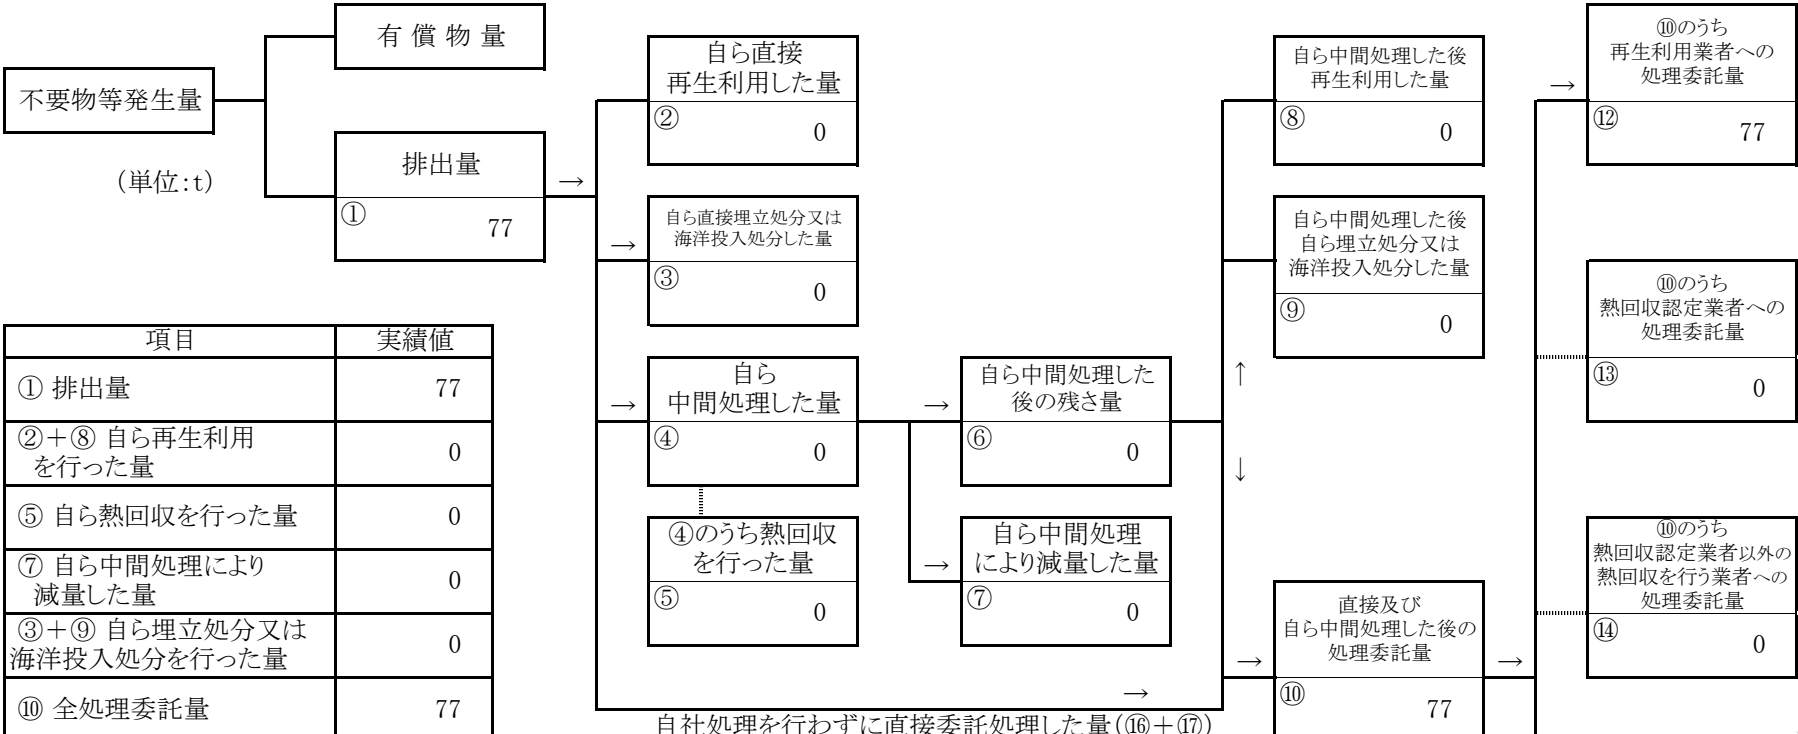 有 償 物 量
不要物等発生量
(単位:t)
排出量
→
①
77
自ら直接
再生利用した量
②
0
→
自ら直接埋立処分又は
海洋投入処分した量
③
0
→
自ら
中間処理した量
④
0
④のうち熱回収
を行った量
⑤
0
→
自ら中間処理した
後の残さ量
⑥
0
→
自ら中間処理
により減量した量
⑦
0
自ら中間処理した後
再生利用した量
⑧
0
自ら中間処理した後
自ら埋立処分又は
海洋投入処分した量
⑨
0
↑
↓
→
直接及び
自ら中間処理した後の
処理委託量
⑩
77
→
→
自社処理を行わずに直接委託処理した量(⑯+⑰)
→
⑩のうち
再生利用業者への
処理委託量
⑫
77
⑩のうち
熱回収認定業者への
処理委託量
⑬
0
⑩のうち
熱回収認定業者以外の
熱回収を行う業者への
処理委託量
⑭
0
項目 実績値
① 排出量 77
②+⑧ 自ら再生利用
を行った量 0
⑤ 自ら熱回収を行った量 0
⑦ 自ら中間処理により
減量した量 0
③+⑨ 自ら埋立処分又は
海洋投入処分を行った量 0
⑩ 全処理委託量 77